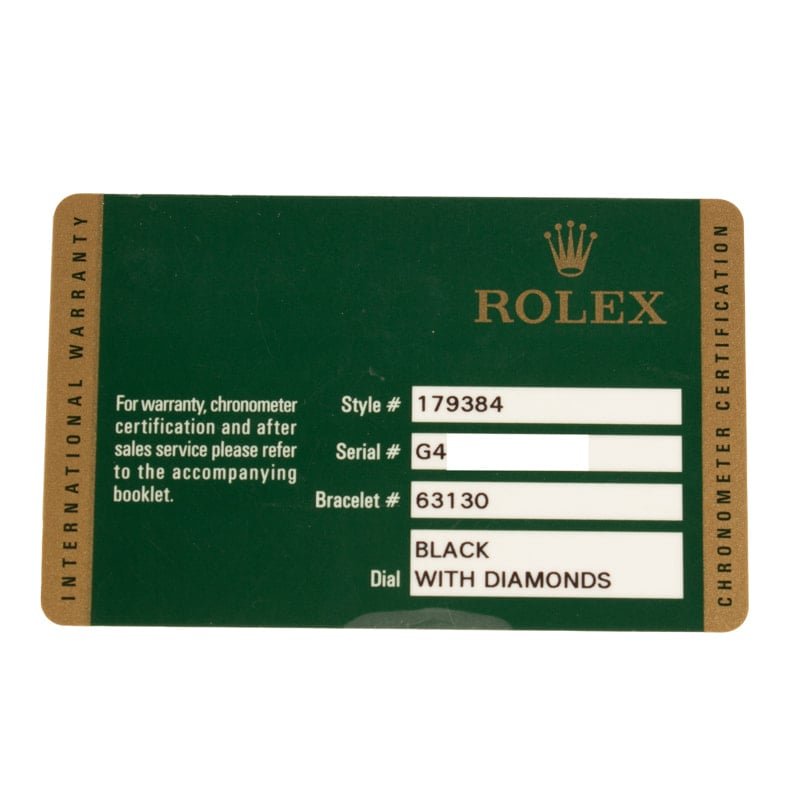 INTERNATIONAL WARRANTY
ROLEX
For warranty, chronometer
certification and after
sales service please refer
to the accompanying
booklet.
Style # 179384
Serial # G4
Bracelet # 63130
Dial BLACK
WITH DIAMONDS
CHRONOMETER CERTIFICATION